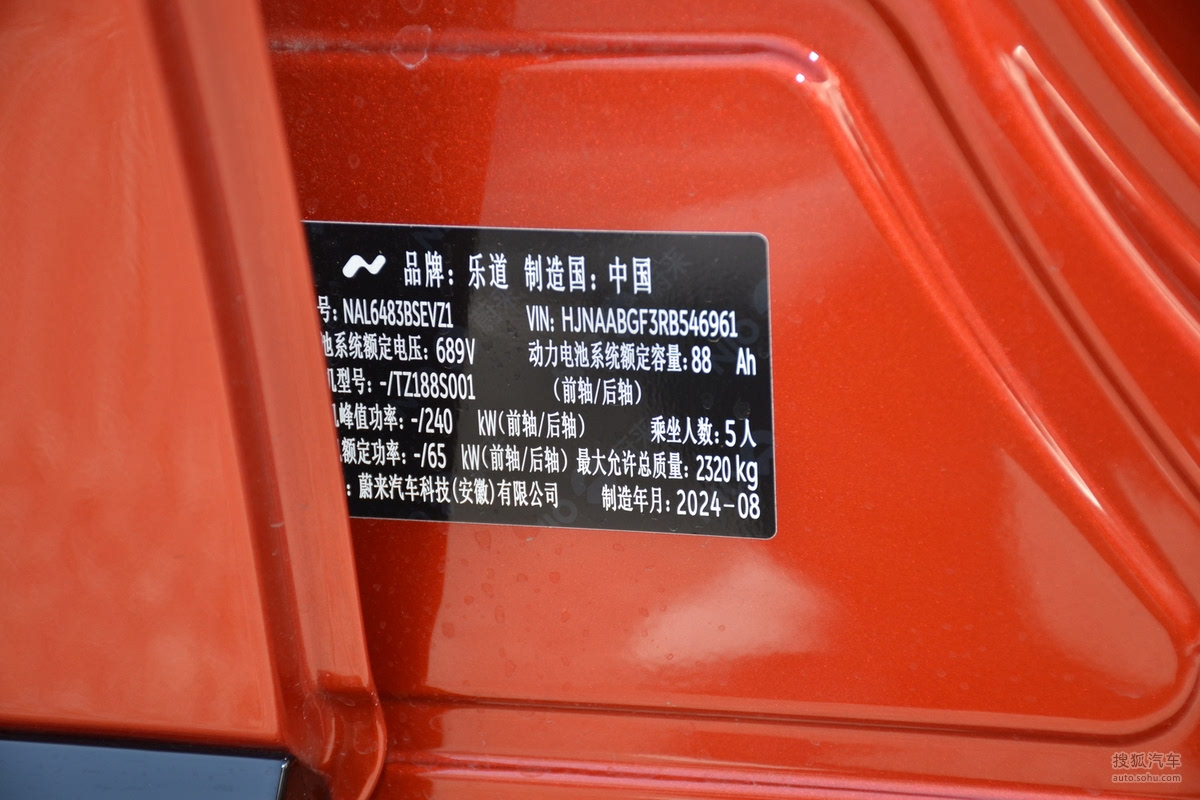 品牌: 乐道 制造国: 中国
号: NAL6483BSEVZ1 VIN: HJNAABGF3RB546961
池系统额定电压: 689V 动力电池系统额定容量: 88 Ah
机型号: -/TZ188S001 (前轴/后轴)
机峰值功率: -/240 kW(前轴/后轴) 乘坐人数: 5人
额定功率: -/65 kW(前轴/后轴) 最大允许总质量: 2320 kg
: 蔚来汽车科技(安徽)有限公司 制造年月: 2024-08
搜狐汽车
auto.sohu.com